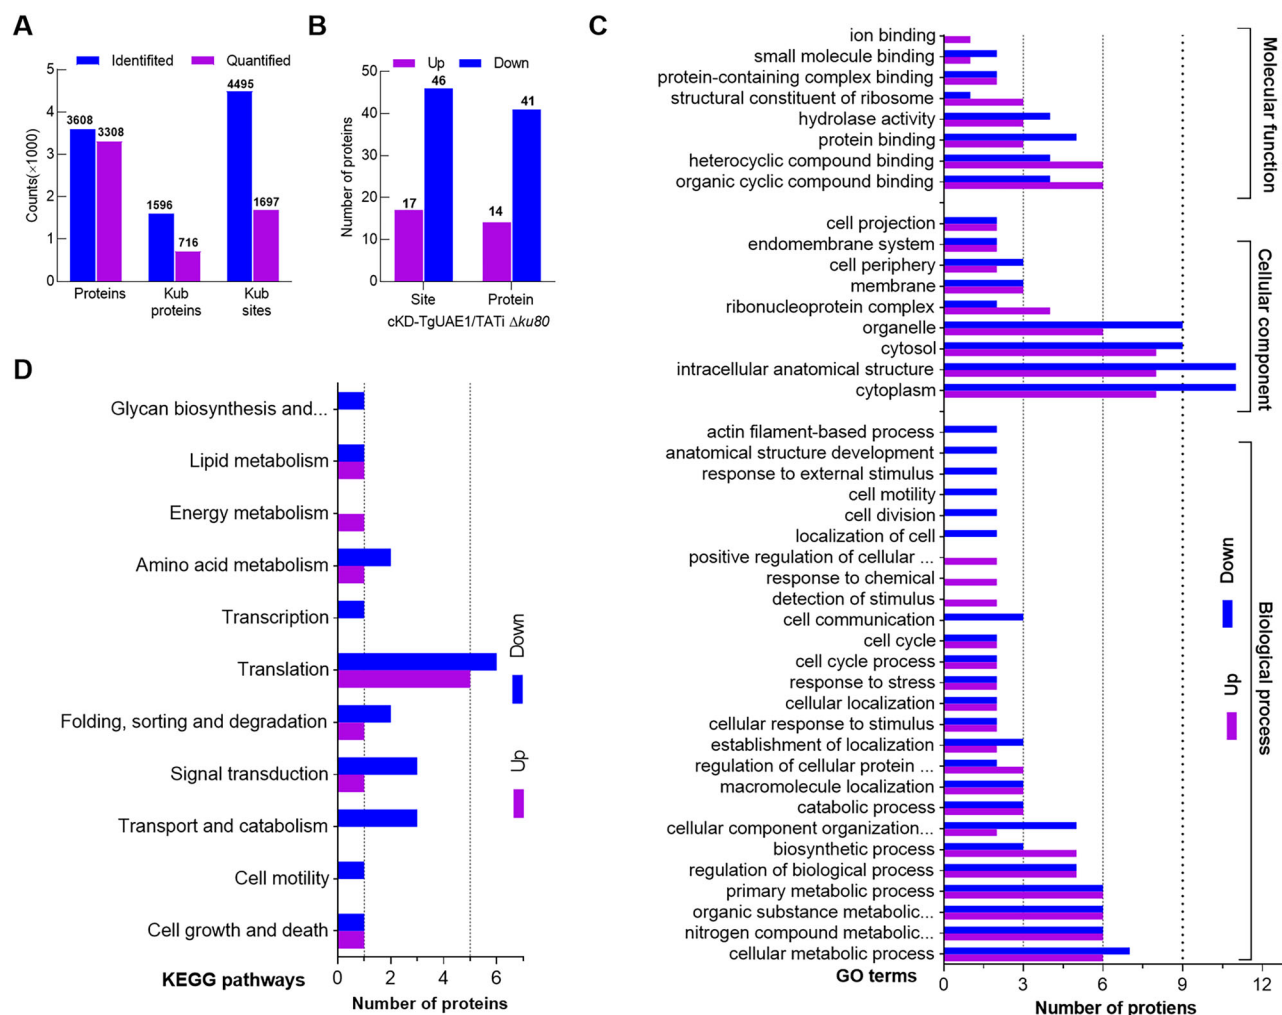 A
Identifited
Quantified
Counts(×1000)
5
4
3
2
1
0
3608
3308
1596
716
4495
1697
Proteins
Kub
proteins
Kub
sites
B
Up
Down
Number of proteins
50
40
30
20
10
0
17
46
14
41
Site
Protein
cKD-TgUAE1/TATi Δku80
C
ion binding
small molecule binding
protein-containing complex binding
structural constituent of ribosome
hydrolase activity
protein binding
heterocyclic compound binding
organic cyclic compound binding
Molecular function
cell projection
endomembrane system
cell periphery
membrane
ribonucleoprotein complex
organelle
cytosol
intracellular anatomical structure
cytoplasm
Cellular component
actin filament-based process
anatomical structure development
response to external stimulus
cell motility
cell division
localization of cell
positive regulation of cellular ...
response to chemical
detection of stimulus
cell communication
cell cycle
cell cycle process
response to stress
cellular localization
cellular response to stimulus
establishment of localization
regulation of cellular protein ...
macromolecule localization
catabolic process
cellular component organization...
biosynthetic process
regulation of biological process
primary metabolic process
organic substance metabolic...
nitrogen compound metabolic...
cellular metabolic process
Biological process
Down
Up
0
3
6
9
12
GO terms
Number of protiens
D
Glycan biosynthesis and...
Lipid metabolism
Energy metabolism
Amino acid metabolism
Transcription
Translation
Folding, sorting and degradation
Signal transduction
Transport and catabolism
Cell motility
Cell growth and death
Down
Up
0
2
4
6
KEGG pathways
Number of proteins